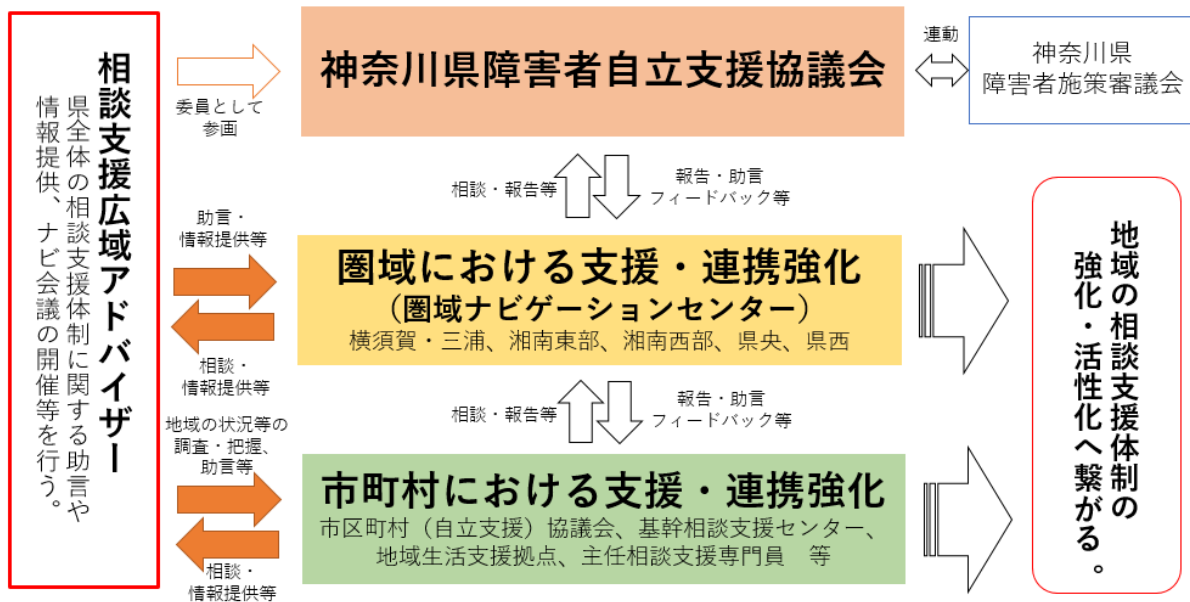 相談支援広域アドバイザー
県全体の相談支援体制に関する助言や
情報提供、ナビ会議の開催等を行う。
委員として
参画
神奈川県障害者自立支援協議会
連動
神奈川県
障害者施策審議会
相談・報告等
報告・助言
フィードバック等
助言・
情報提供等
圏域における支援・連携強化
（圏域ナビゲーションセンター）
横須賀・三浦、湘南東部、湘南西部、県央、県西
相談・
情報提供等
相談・報告等
報告・助言
フィードバック等
地域の状況等の
調査・把握、
助言等
市町村における支援・連携強化
市区町村（自立支援）協議会、基幹相談支援センター、
地域生活支援拠点、主任相談支援専門員　等
相談・
情報提供等
地域の相談支援体制の
強化・活性化へ繋がる。